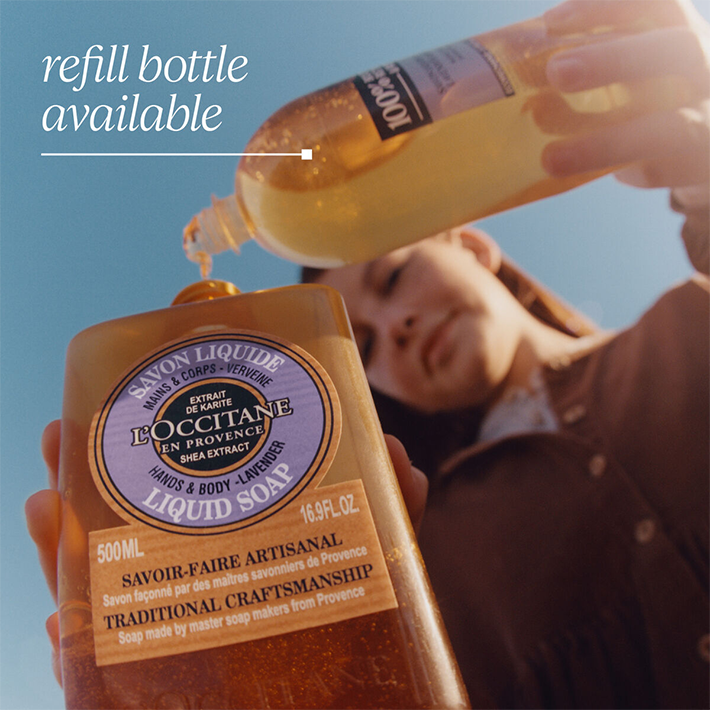 refill bottle
available
100%
SAVON LIQUIDE
MAINS & CORPS - VERVEINE
EXTRAIT
DE KARITE
L'OCCITANE
EN PROVENCE
SHEA EXTRACT
HANDS & BODY - LAVENDER
LIQUID SOAP
500ML
16.9FL.OZ.
SAVOIR-FAIRE ARTISANAL
Savon façonné par des maîtres savonniers de Provence
TRADITIONAL CRAFTSMANSHIP
Soap made by master soap makers from Provence